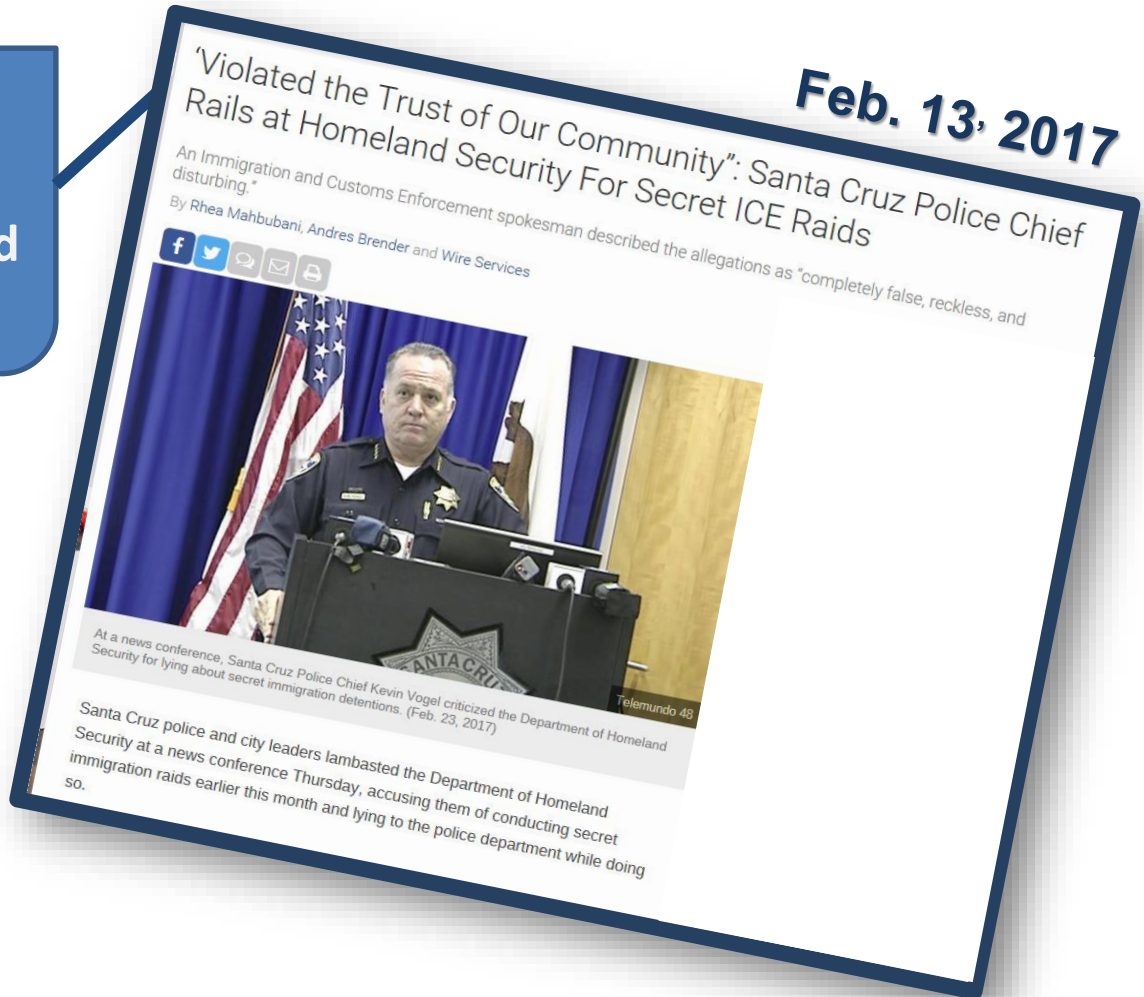 d
Feb. 13, 2017
'Violated the Trust of Our Community": Santa Cruz Police Chief
Rails at Homeland Security For Secret ICE Raids
An Immigration and Customs Enforcement spokesman described the allegations as "completely false, reckless, and
disturbing."
By Rhea Mahbubani, Andres Brender and Wire Services
f
ANTA CRU
Telemundo 48
At a news conference, Santa Cruz Police Chief Kevin Vogel criticized the Department of Homeland
Security for lying about secret immigration detentions. (Feb. 23, 2017)
Santa Cruz police and city leaders lambasted the Department of Homeland
Security at a news conference Thursday, accusing them of conducting secret
immigration raids earlier this month and lying to the police department while doing
so.